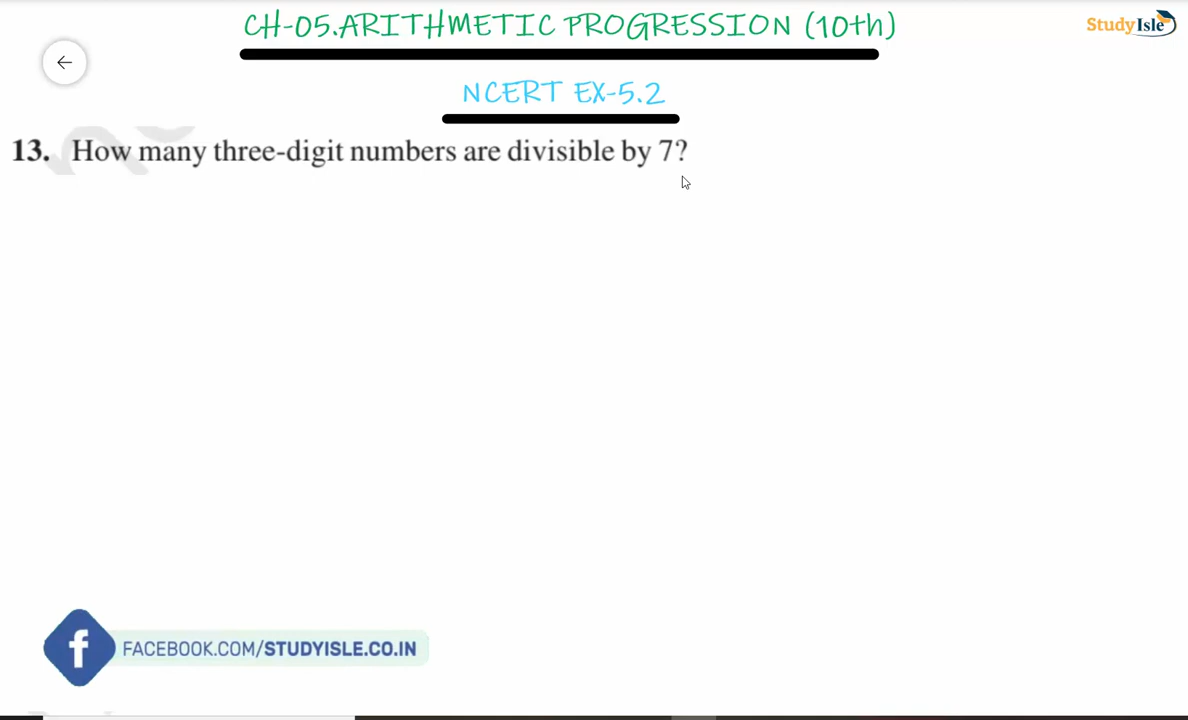 CH-05.ARITHMETIC PROGRESSION (10th)
StudyIsle
NCERT EX-5.2
13. How many three-digit numbers are divisible by 7?
f FACEBOOK.COM/STUDYISLE.CO.IN